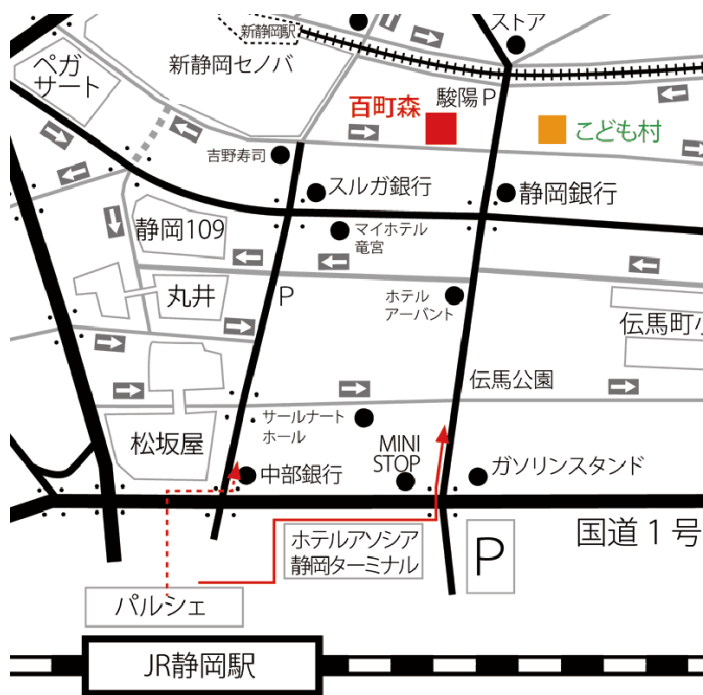 ストア
新静岡駅
ペガ
サート
新静岡セノバ
百町森
駿陽P
こども村
吉野寿司
スルガ銀行
静岡銀行
静岡109
マイホテル
竜宮
丸井
P
ホテル
アーバント
伝馬町小
伝馬公園
サールナート
ホール
松坂屋
MINI
STOP
中部銀行
ガソリンスタンド
国道1号
ホテルアソシア
静岡ターミナル
P
パルシェ
JR静岡駅